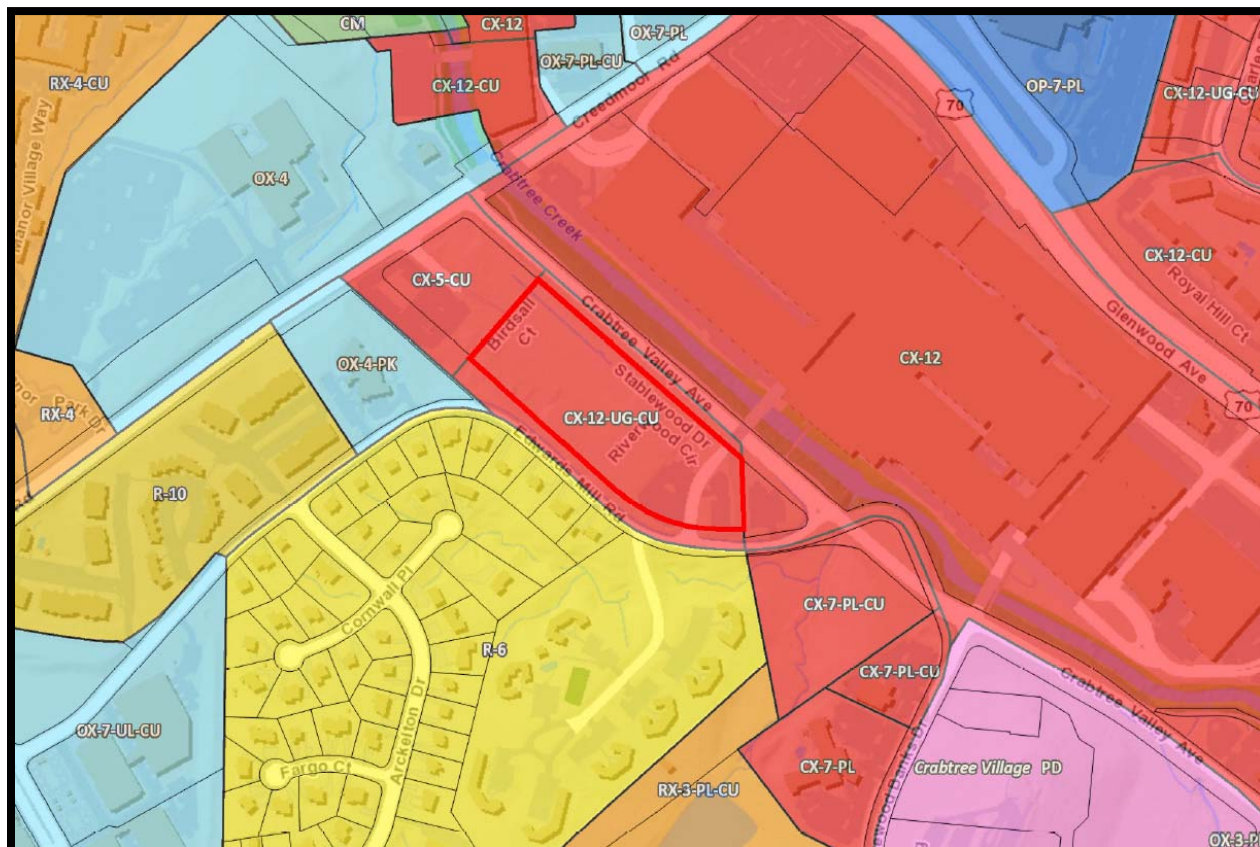 CM
CX-12
OX-7-PL
RX-4-CU
OX-7-PL-CU
CX-12-CU
Creedmoor Rd
70
OP-7-PL
CX-12-UG-CU
Manor Village Way
OX-4
Crabtree Creek
CX-12-CU
Royal Hill Ct
CX-5-CU
Birdsall
Ct
Crabtree Valley Ave
Glenwood Ave
CX-12
OX-4-PK
Stablewood Dr
70
RX-4
Park Dr
CX-12-UG-CU
Cir
Edwards Mill Rd
R-10
Cornwall Pl
CX-7-PL-CU
R-6
CX-7-PL-CU
Crabtree Valley Ave
OX-7-UL-CU
Arckelton Dr
Fargo Ct
CX-7-PL
Crabtree Village PD
RX-3-PL-CU